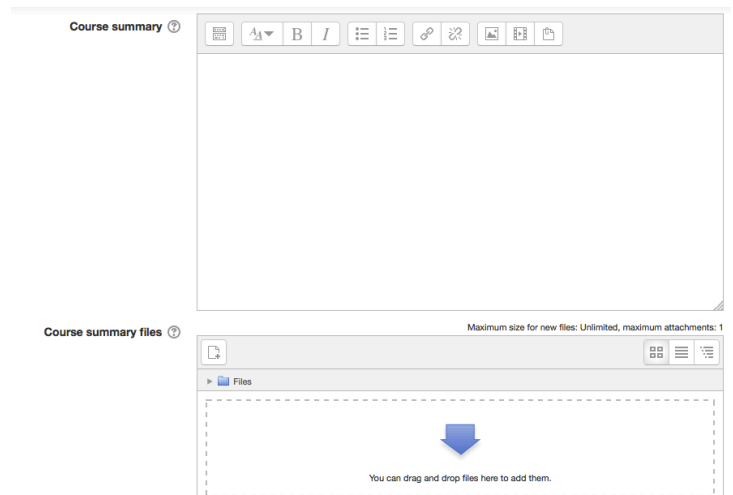 Course summary
B I
Maximum size for new files: Unlimited, maximum attachments: 1
Course summary files
Files
You can drag and drop files here to add them.